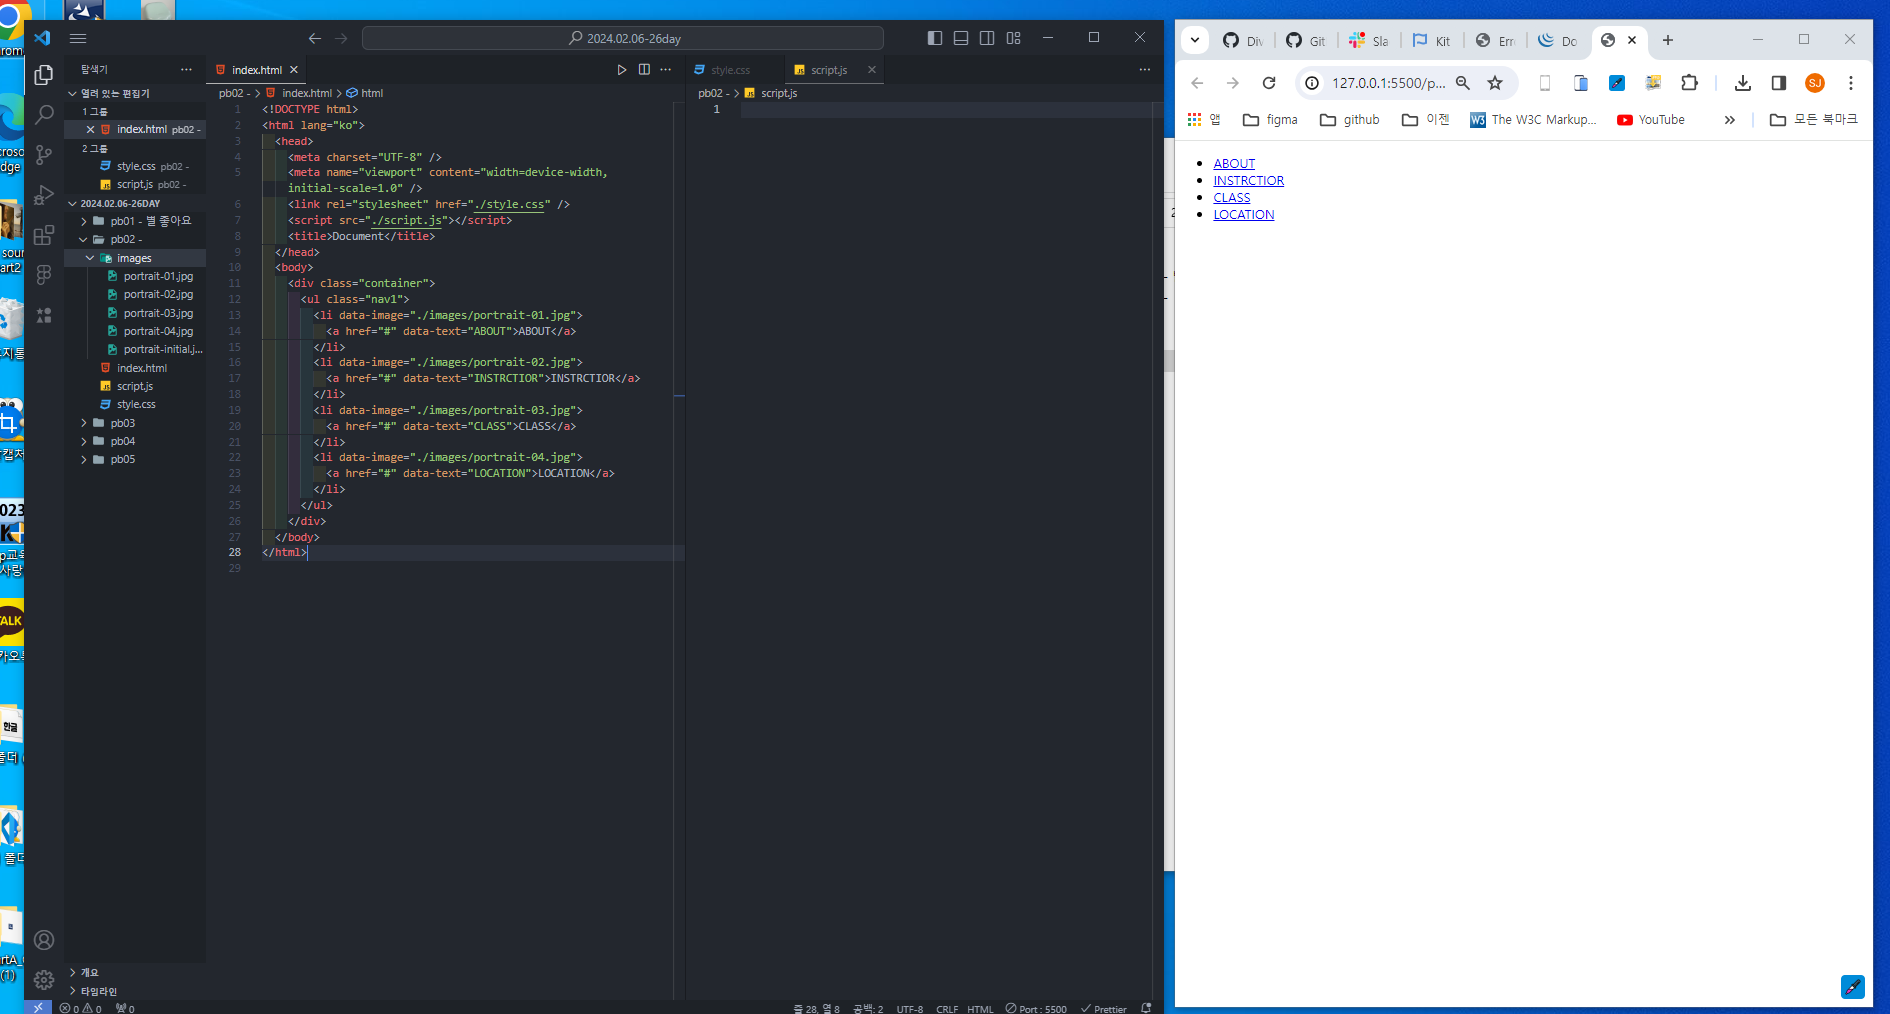 2024.02.06-26day
탐색기
열려 있는 편집기
1 그룹
index.html pb02 -
2 그룹
style.css pb02 -
script.js pb02 -
2024.02.06-26DAY
pb01 - 별 좋아요
pb02 -
images
portrait-01.jpg
portrait-02.jpg
portrait-03.jpg
portrait-04.jpg
portrait-initial.j...
index.html
script.js
style.css
pb03
pb04
pb05
개요
타임라인
index.html
pb02 - > index.html > html
1 <!DOCTYPE html>
2 <html lang="ko">
3 <head>
4 <meta charset="UTF-8" />
5 <meta name="viewport" content="width=device-width,
initial-scale=1.0" />
6 <link rel="stylesheet" href="./style.css" />
7 <script src="./script.js"></script>
8 <title>Document</title>
9 </head>
10 <body>
11 <div class="container">
12 <ul class="nav1">
13 <li data-image="./images/portrait-01.jpg">
14 <a href="#" data-text="ABOUT">ABOUT</a>
15 </li>
16 <li data-image="./images/portrait-02.jpg">
17 <a href="#" data-text="INSTRCTIOR">INSTRCTIOR</a>
18 </li>
19 <li data-image="./images/portrait-03.jpg">
20 <a href="#" data-text="CLASS">CLASS</a>
21 </li>
22 <li data-image="./images/portrait-04.jpg">
23 <a href="#" data-text="LOCATION">LOCATION</a>
24 </li>
25 </ul>
26 </div>
27 </body>
28 </html>
29
style.css
script.js
pb02 - > script.js
1
0 0
0
줄 28, 열 8
공백: 2
UTF-8
CRLF
HTML
Port : 5500
Prettier
Div
Git
Sla
Kit
Erro
Do
127.0.0.1:5500/p...
SJ
앱
figma
github
이젠
The W3C Markup...
YouTube
모든 북마크
ABOUT
INSTRCTIOR
CLASS
LOCATION